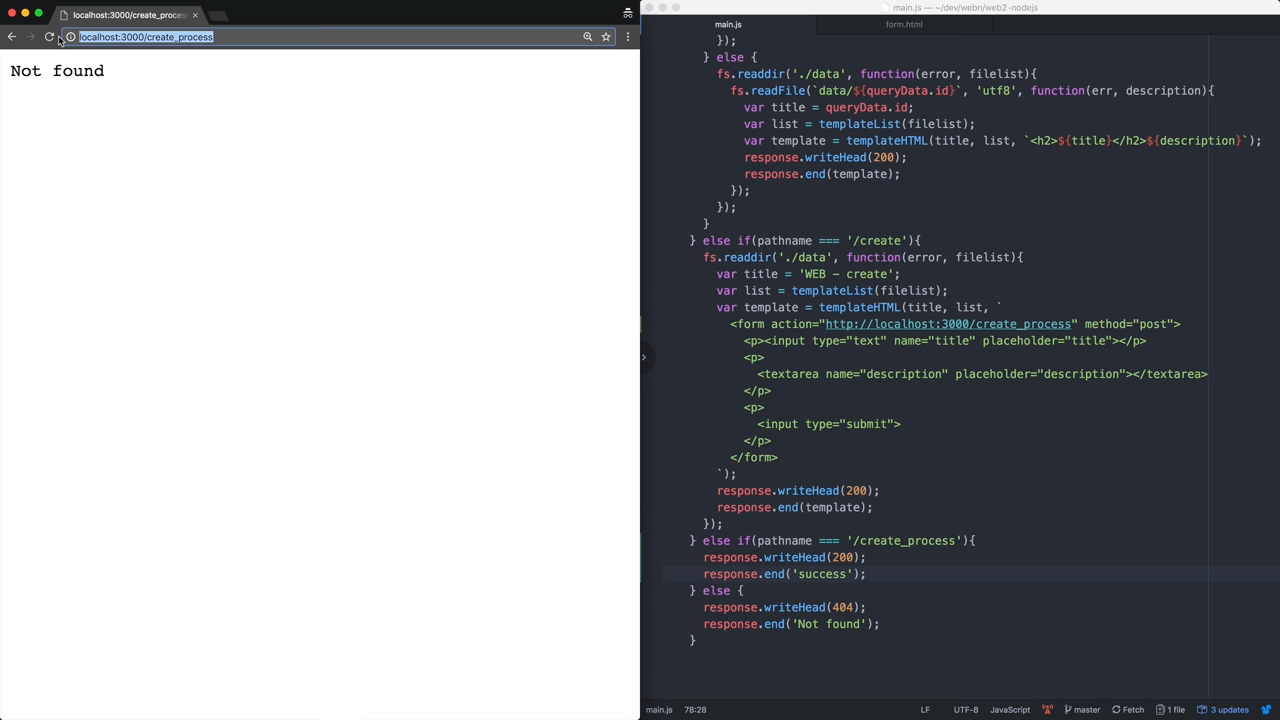 localhost:3000/create_proces
localhost:3000/create_process
Not found
main.js — ~/dev/webn/web2-nodejs
main.js
form.html
});
} else {
fs.readdir('./data', function(error, filelist){
fs.readFile(`data/${queryData.id}`, 'utf8', function(err, description){
var title = queryData.id;
var list = templateList(filelist);
var template = templateHTML(title, list, `<h2>${title}</h2>${description}`);
response.writeHead(200);
response.end(template);
});
});
}
} else if(pathname === '/create'){
fs.readdir('./data', function(error, filelist){
var title = 'WEB - create';
var list = templateList(filelist);
var template = templateHTML(title, list, `
<form action="http://localhost:3000/create_process" method="post">
<p><input type="text" name="title" placeholder="title"></p>
<p>
<textarea name="description" placeholder="description"></textarea>
</p>
<p>
<input type="submit">
</p>
</form>
`);
response.writeHead(200);
response.end(template);
});
} else if(pathname === '/create_process'){
response.writeHead(200);
response.end('success');
} else {
response.writeHead(404);
response.end('Not found');
}
main.js 78:28 LF UTF-8 JavaScript master Fetch 1 file 3 updates